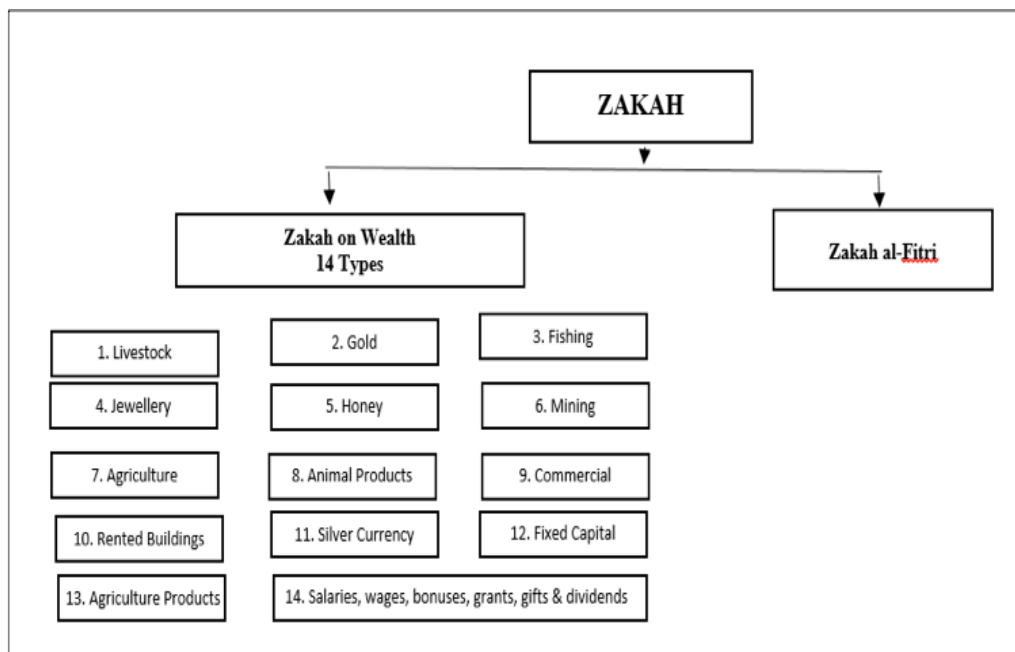 ZAKAH
Zakah on Wealth
14 Types
Zakah al-Fitri
1. Livestock
2. Gold
3. Fishing
4. Jewellery
5. Honey
6. Mining
7. Agriculture
8. Animal Products
9. Commercial
10. Rented Buildings
11. Silver Currency
12. Fixed Capital
13. Agriculture Products
14. Salaries, wages, bonuses, grants, gifts & dividends